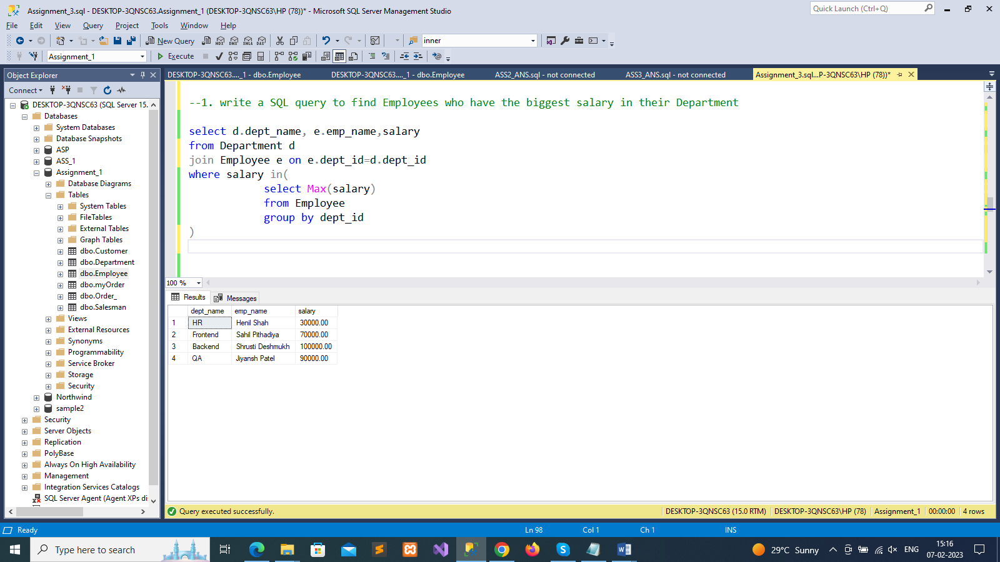 Assignment_3.sql - DESKTOP-3QNSC63.Assignment_1 (DESKTOP-3QNSC63\HP (78))* - Microsoft SQL Server Management Studio
Quick Launch (Ctrl+Q)
File Edit View Query Project Tools Window Help
New Query
MDX DMX XMLA DAX
inner
Assignment_1
Execute
Object Explorer
Connect
DESKTOP-3QNSC63 (SQL Server 15.
Databases
System Databases
Database Snapshots
ASP
ASS_1
Assignment_1
Database Diagrams
Tables
System Tables
FileTables
External Tables
Graph Tables
dbo.Customer
dbo.Department
dbo.Employee
dbo.myOrder
dbo.Order_
dbo.Salesman
Views
External Resources
Synonyms
Programmability
Service Broker
Storage
Security
Northwind
sample2
Security
Server Objects
Replication
PolyBase
Always On High Availability
Management
Integration Services Catalogs
SQL Server Agent (Agent XPs di
DESKTOP-3QNSC63...._1 - dbo.Employee
DESKTOP-3QNSC63...._1 - dbo.Employee
ASS2_ANS.sql - not connected
ASS3_ANS.sql - not connected
Assignment_3.sql...P-3QNSC63\HP (78))*
--1. write a SQL query to find Employees who have the biggest salary in their Department
select d.dept_name, e.emp_name,salary
from Department d
join Employee e on e.dept_id=d.dept_id
where salary in(
select Max(salary)
from Employee
group by dept_id
)
100 %
Results Messages
dept_name emp_name salary
1 HR Henil Shah 30000.00
2 Frontend Sahil Pithadiya 70000.00
3 Backend Shrusti Deshmukh 100000.00
4 QA Jiyansh Patel 90000.00
Query executed successfully.
DESKTOP-3QNSC63 (15.0 RTM) DESKTOP-3QNSC63\HP (78) Assignment_1 00:00:00 4 rows
Ready
Ln 98 Col 1 Ch 1 INS
Type here to search
29°C Sunny
ENG
15:16
07-02-2023